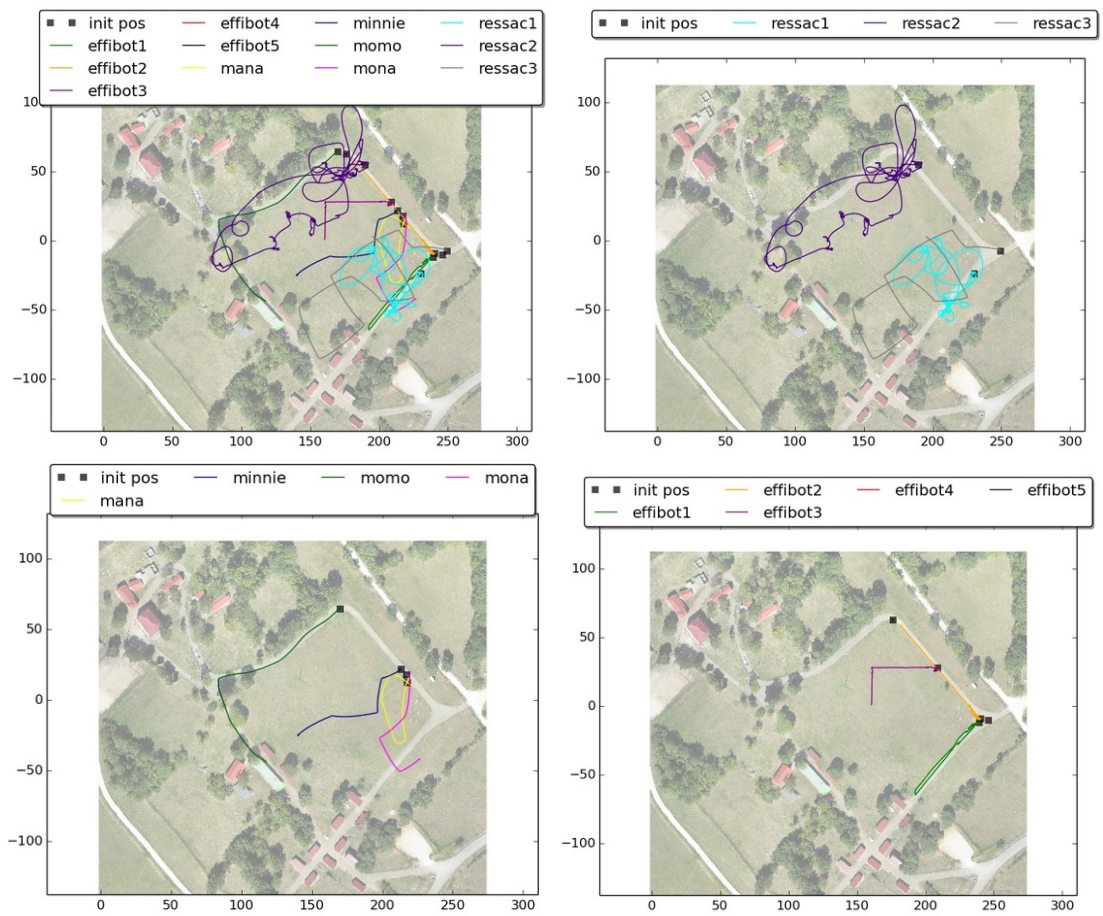 init pos effibot4 minnie ressac1
effibot1 effibot5 momo ressac2
effibot2 mana mona ressac3
effibot3
10
50
0
−50
−100
0 50 100 150 200 250 300
init pos ressac1 ressac2 ressac3
100
50
0
−50
−100
0 50 100 150 200 250 300
init pos minnie momo mona
mana
100
50
0
−50
−100
0 50 100 150 200 250 300
init pos effibot2 effibot4 effibot5
effibot1 effibot3
100
50
0
−50
−100
0 50 100 150 200 250 300